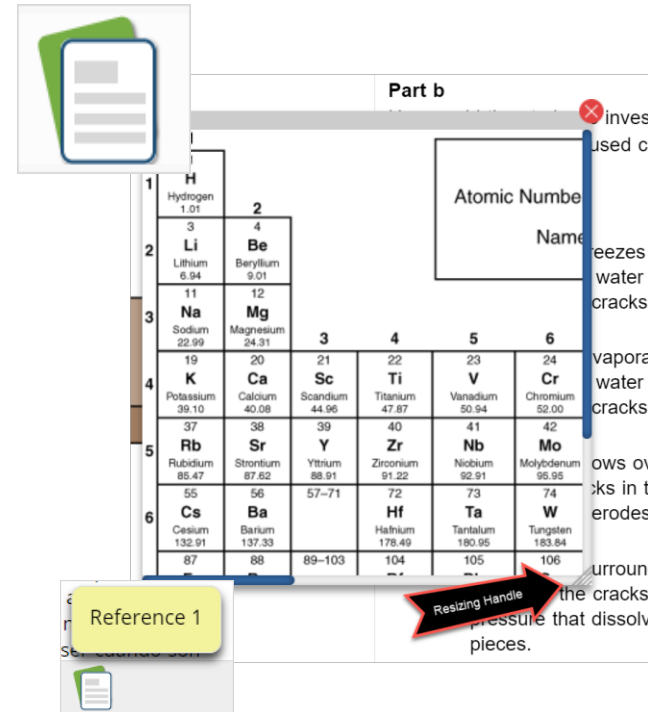 Part b
inves
used c
H
1
Hydrogen
1.01
2
Atomic Numbe
Name
3 4
2 Li Be
Lithium Beryllium
6.94 9.01
reezes
water
cracks
11 12
3 Na Mg
Sodium Magnesium
22.99 24.31
3 4 5 6
19 20 21 22 23 24
4 K Ca Sc Ti V Cr
Potassium Calcium Scandium Titanium Vanadium Chromium
39.10 40.08 44.96 47.87 50.94 52.00
vapora
water
cracks
37 38 39 40 41 42
5 Rb Sr Y Zr Nb Mo
Rubidium Strontium Yttrium Zirconium Niobium Molybdenum
85.47 87.62 88.91 91.22 92.91 95.95
ows ov
cks in t
erodes
55 56 57–71 72 73 74
6 Cs Ba Hf Ta W
Cesium Barium Hafnium Tantalum Tungsten
132.91 137.33 178.49 180.95 183.84
87 88 89–103 104 105 106
urroun
Resizing Handle
the cracks
pressure that dissolv
pieces.
Reference 1